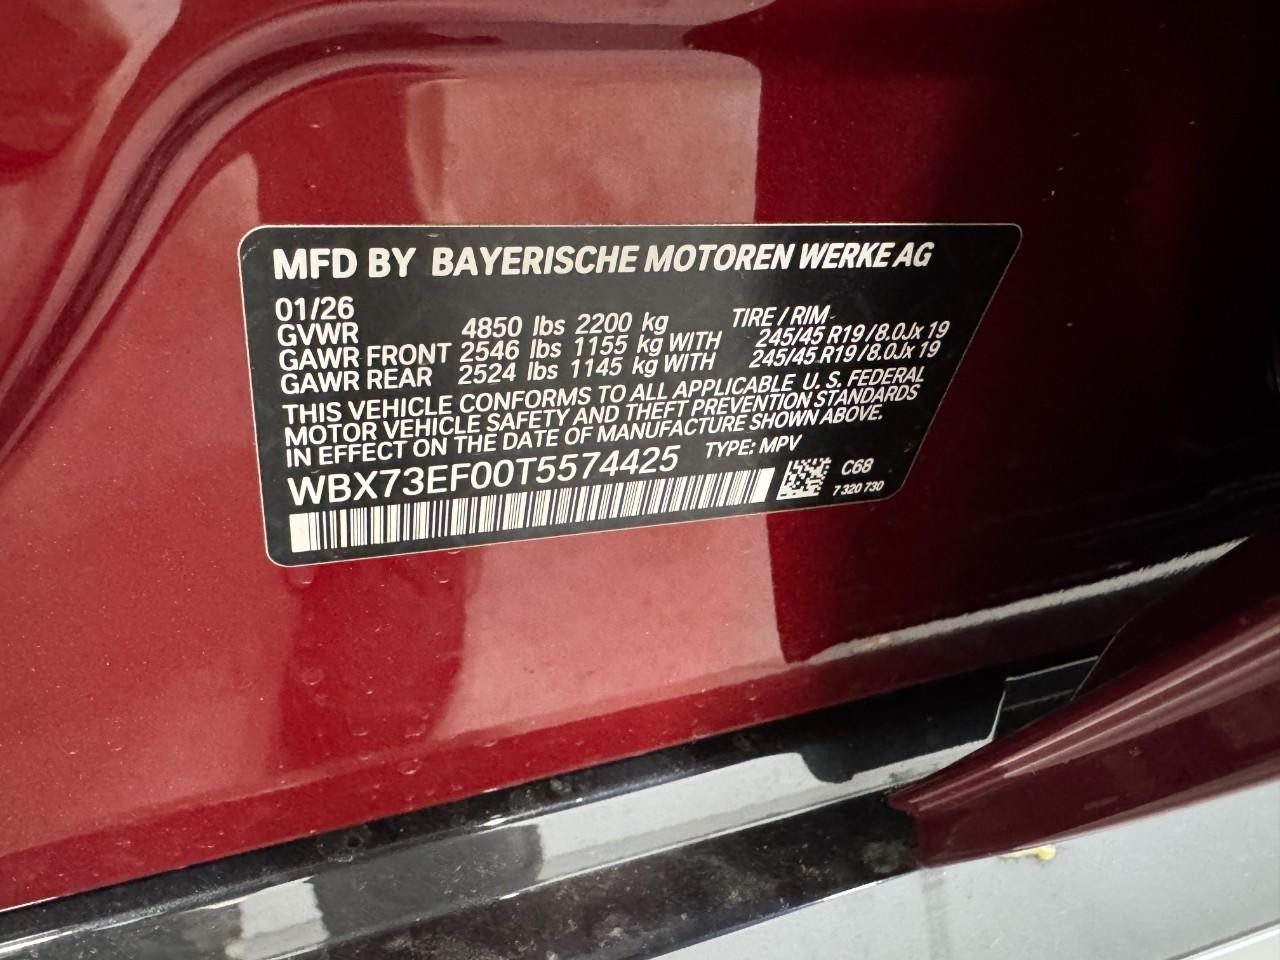 MFD BY BAYERISCHE MOTOREN WERKE AG
01/26
GVWR 4850 lbs 2200 kg TIRE / RIM
GAWR FRONT 2546 lbs 1155 kg WITH 245/45 R19 / 8.0Jx 19
GAWR REAR 2524 lbs 1145 kg WITH 245/45 R19 / 8.0Jx 19
THIS VEHICLE CONFORMS TO ALL APPLICABLE U. S. FEDERAL
MOTOR VEHICLE SAFETY AND THEFT PREVENTION STANDARDS
IN EFFECT ON THE DATE OF MANUFACTURE SHOWN ABOVE.
WBX73EF00T5574425 TYPE: MPV
C68
7 320 730